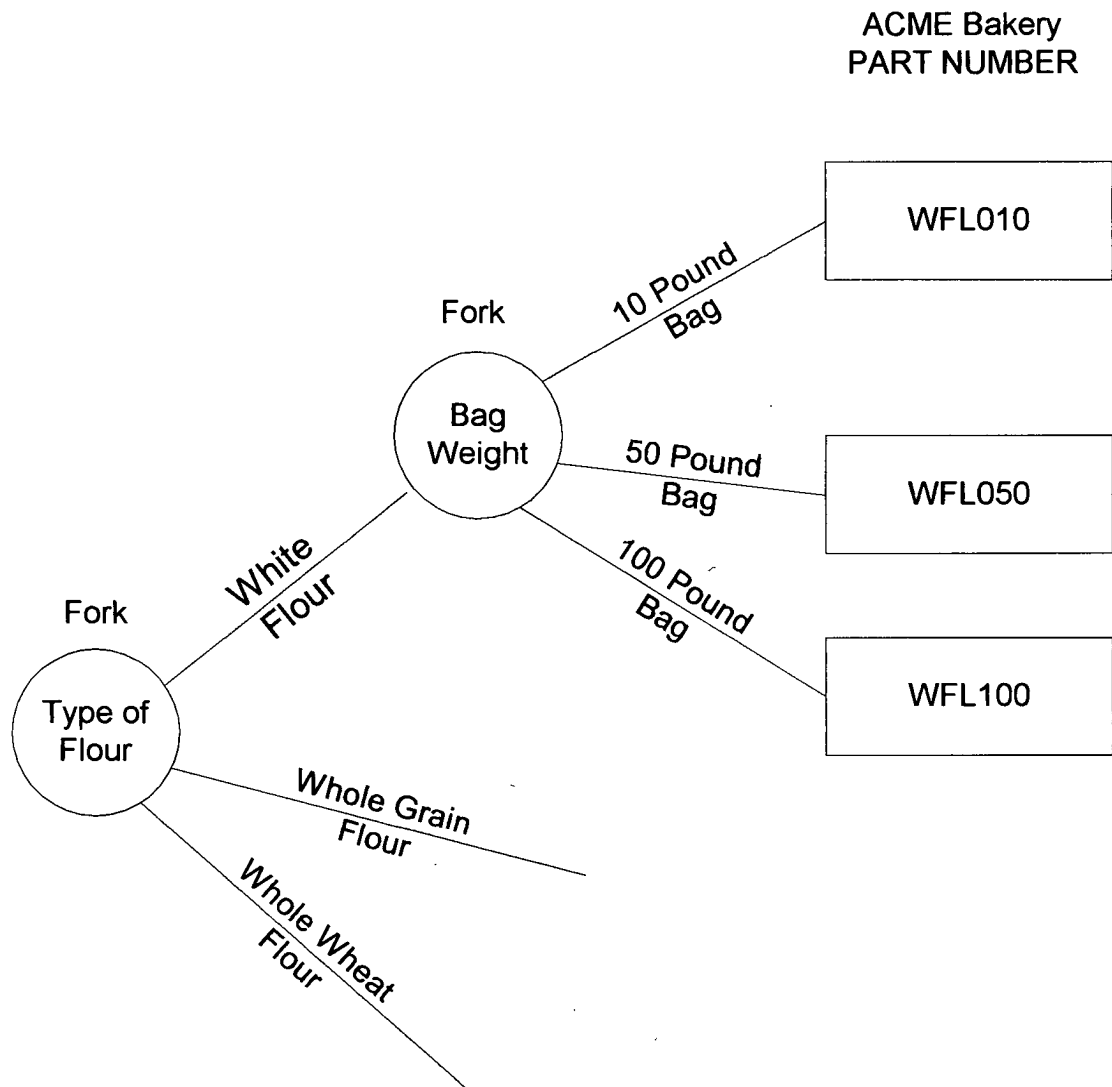 ACME Bakery
PART NUMBER
WFL010
10 Pound
Bag
Fork
Bag
Weight
50 Pound
Bag
WFL050
100 Pound
Bag
WFL100
White
Flour
Fork
Type of
Flour
Whole Grain
Flour
Whole Wheat
Flour